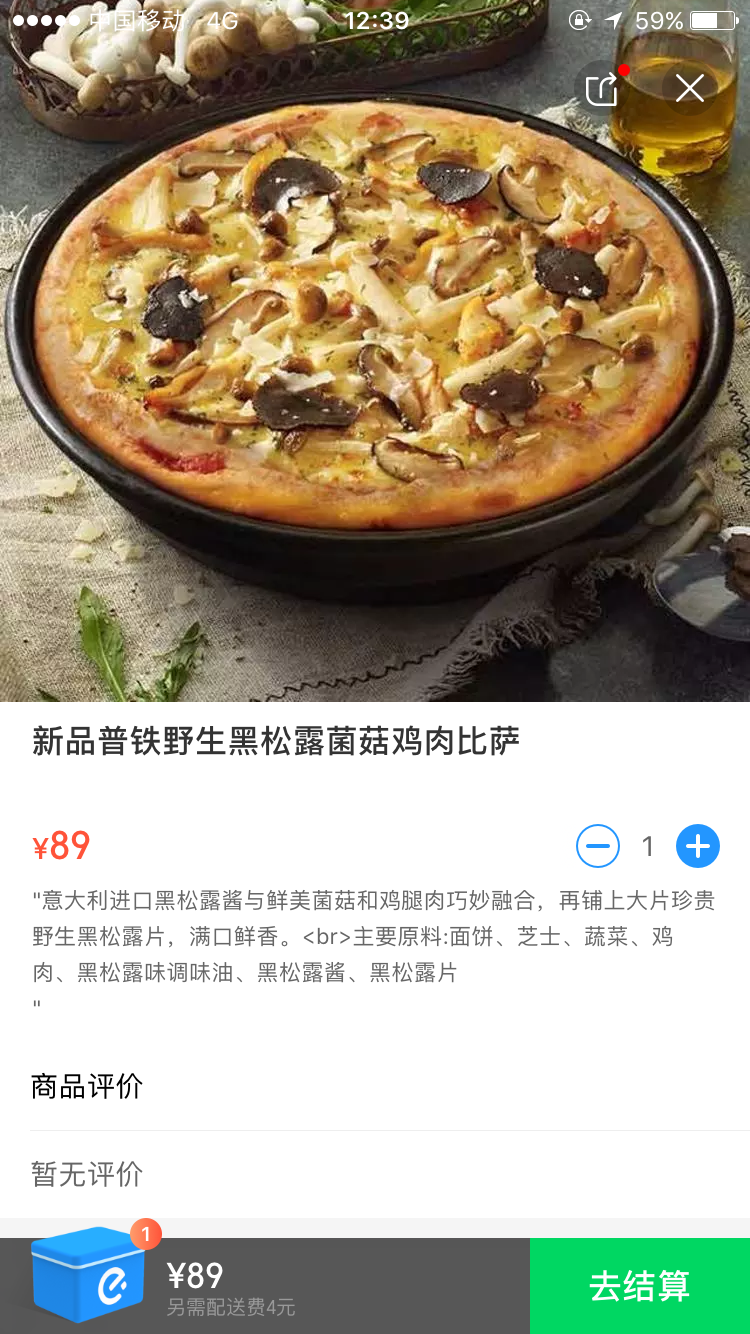 中国移动 4G 12:39 59%
新品普铁野生黑松露菌菇鸡肉比萨
¥89
1
"意大利进口黑松露酱与鲜美菌菇和鸡腿肉巧妙融合，再铺上大片珍贵
野生黑松露片，满口鲜香。<br>主要原料:面饼、芝士、蔬菜、鸡
肉、黑松露味调味油、黑松露酱、黑松露片
"
商品评价
暂无评价
1
¥89
另需配送费4元
去结算